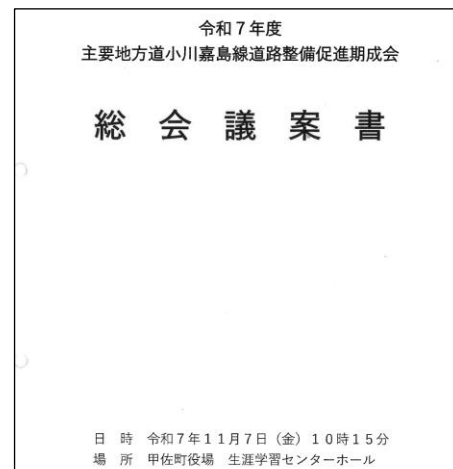 令和７年度
主要地方道小川嘉島線道路整備促進期成会
総　会　議　案　書
日　時　令和７年１１月７日（金）１０時１５分
場　所　甲佐町役場　生涯学習センターホール